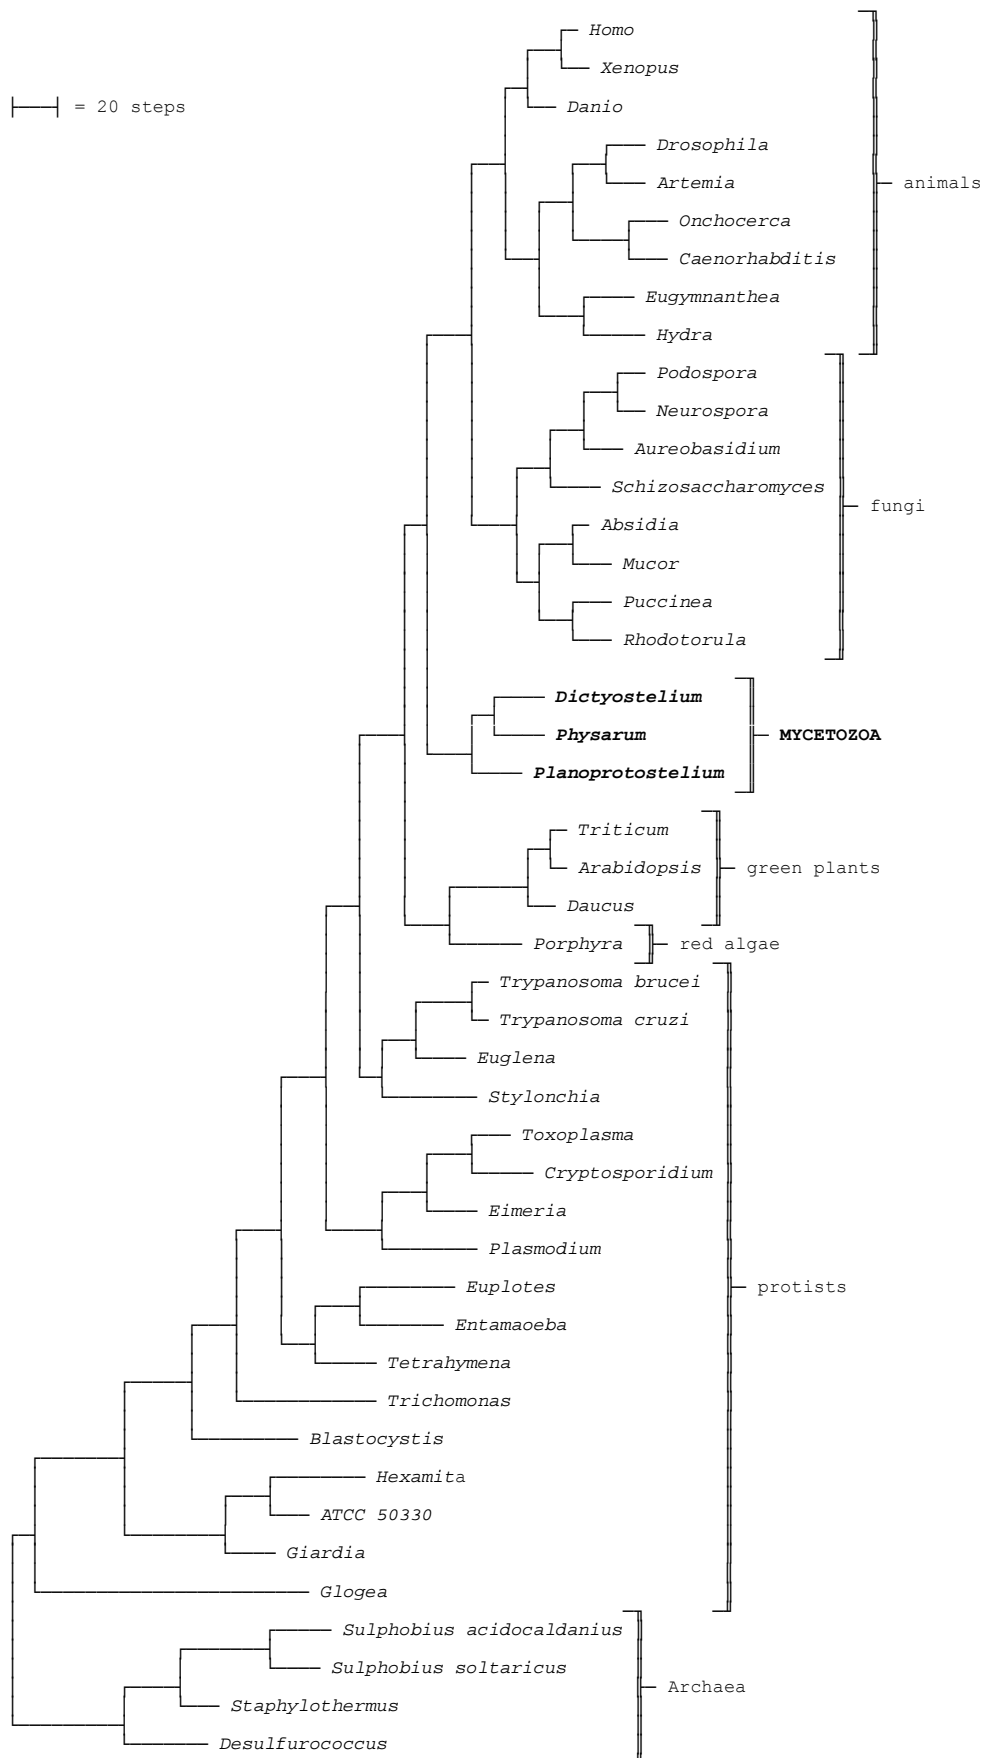 Homo
Xenopus
= 20 steps
Danio
Drosophila
Artemia
animals
Onchocerca
Caenorhabditis
Eugymnanthea
Hydra
Podospora
Neurospora
Aureobasidium
Schizosaccharomyces
fungi
Absidia
Mucor
Puccinea
Rhodotorula
Dictyostelium
Physarum
MYCETOZOA
Planoprotostelium
Triticum
Arabidopsis
green plants
Daucus
Porphyra
red algae
Trypanosoma brucei
Trypanosoma cruzi
Euglena
Stylonchia
Toxoplasma
Cryptosporidium
Eimeria
Plasmodium
Euplotes
protists
Entamaoeba
Tetrahymena
Trichomonas
Blastocystis
Hexamita
ATCC 50330
Giardia
Glogea
Sulphobius acidocaldanius
Sulphobius soltaricus
Archaea
Staphylothermus
Desulfurococcus